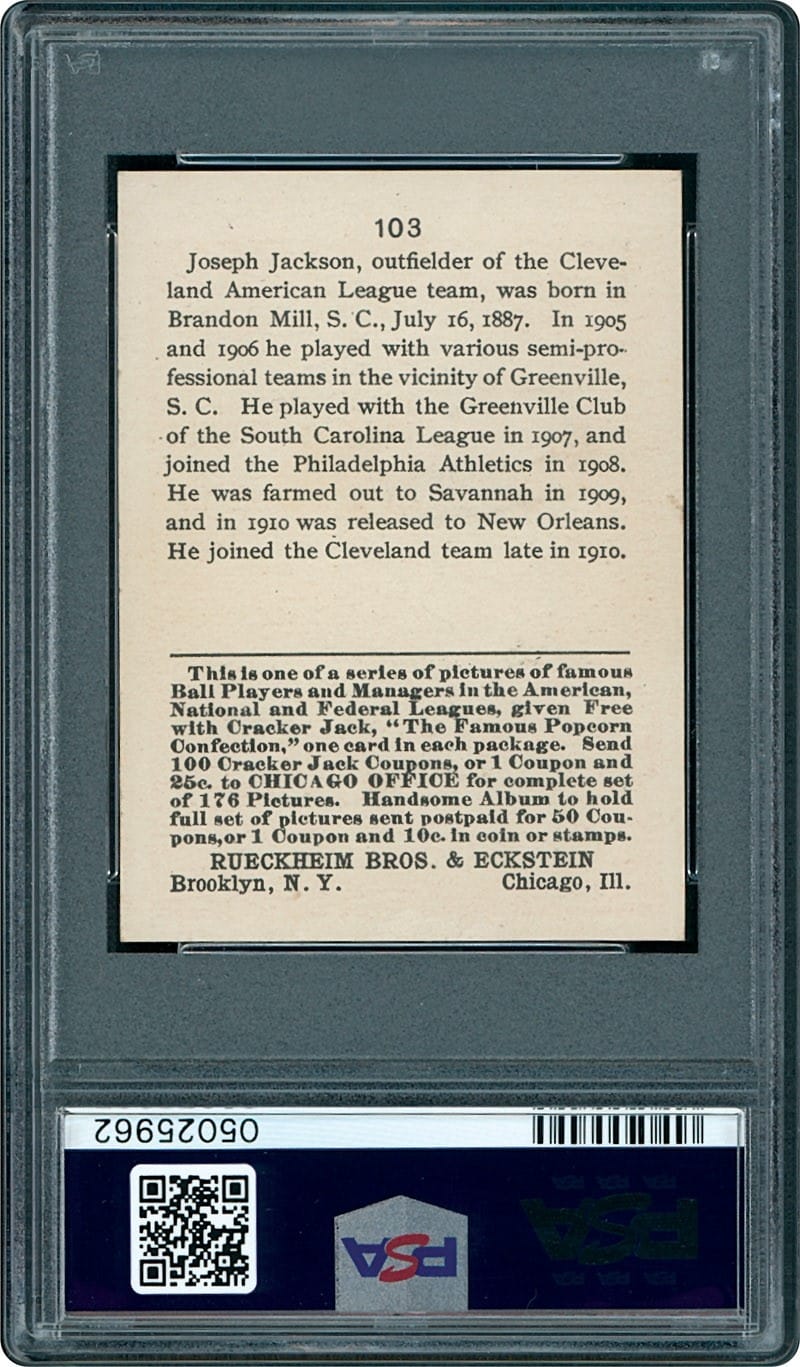 103
Joseph Jackson, outfielder of the Cleve-
land American League team, was born in
Brandon Mill, S. C., July 16, 1887. In 1905
and 1906 he played with various semi-pro-
fessional teams in the vicinity of Greenville,
S. C. He played with the Greenville Club
of the South Carolina League in 1907, and
joined the Philadelphia Athletics in 1908.
He was farmed out to Savannah in 1909,
and in 1910 was released to New Orleans.
He joined the Cleveland team late in 1910.
This is one of a series of pictures of famous
Ball Players and Managers in the American,
National and Federal Leagues, given Free
with Cracker Jack, "The Famous Popcorn
Confection," one card in each package. Send
100 Cracker Jack Coupons, or 1 Coupon and
25c. to CHICAGO OFFICE for complete set
of 176 Pictures. Handsome Album to hold
full set of pictures sent postpaid for 50 Cou-
pons, or 1 Coupon and 10c. in coin or stamps.
RUECKHEIM BROS. & ECKSTEIN
Brooklyn, N. Y. Chicago, Ill.
05025962
PSA
PSA